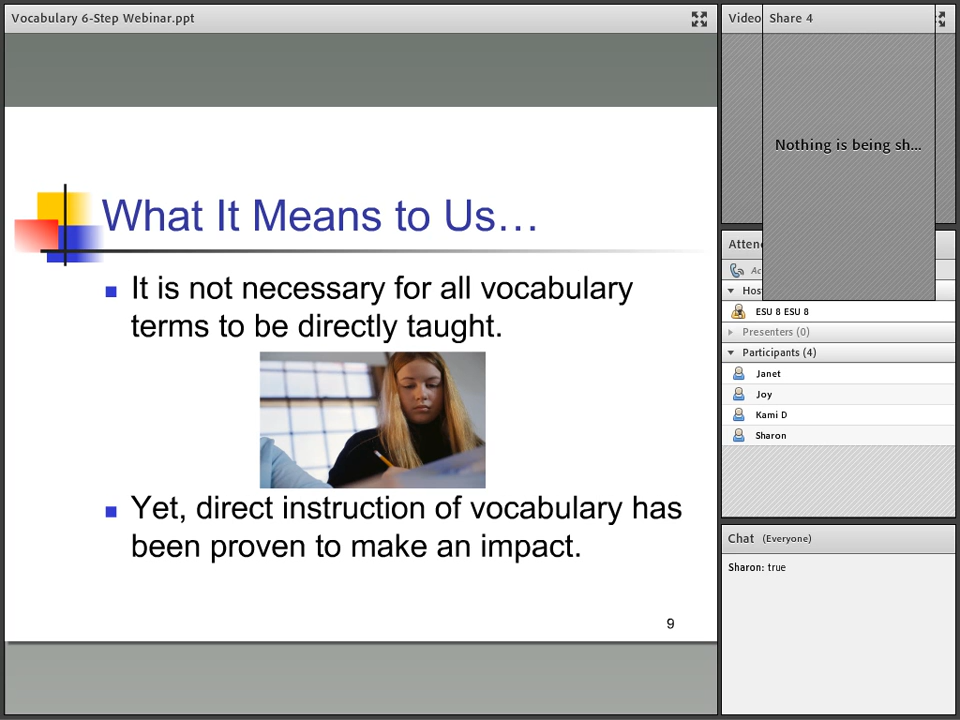 Vocabulary 6-Step Webinar.ppt
What It Means to Us…
It is not necessary for all vocabulary
terms to be directly taught.
Yet, direct instruction of vocabulary has
been proven to make an impact.
9
Video
Share 4
Nothing is being sh...
ESU 8 ESU 8
Presenters (0)
Participants (4)
Janet
Joy
Kami D
Sharon
Chat (Everyone)
Sharon: true